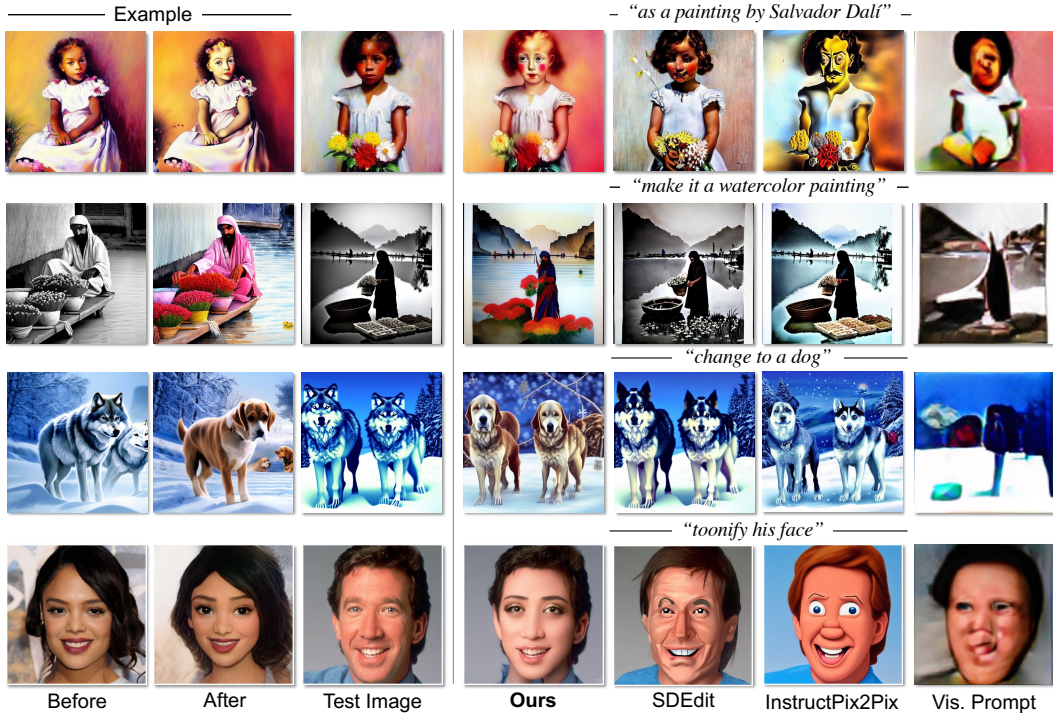 Example
“as a painting by Salvador Dalí”
“make it a watercolor painting”
“change to a dog”
“toonify his face”
Before After Test Image Ours SDEdit InstructPix2Pix Vis. Prompt